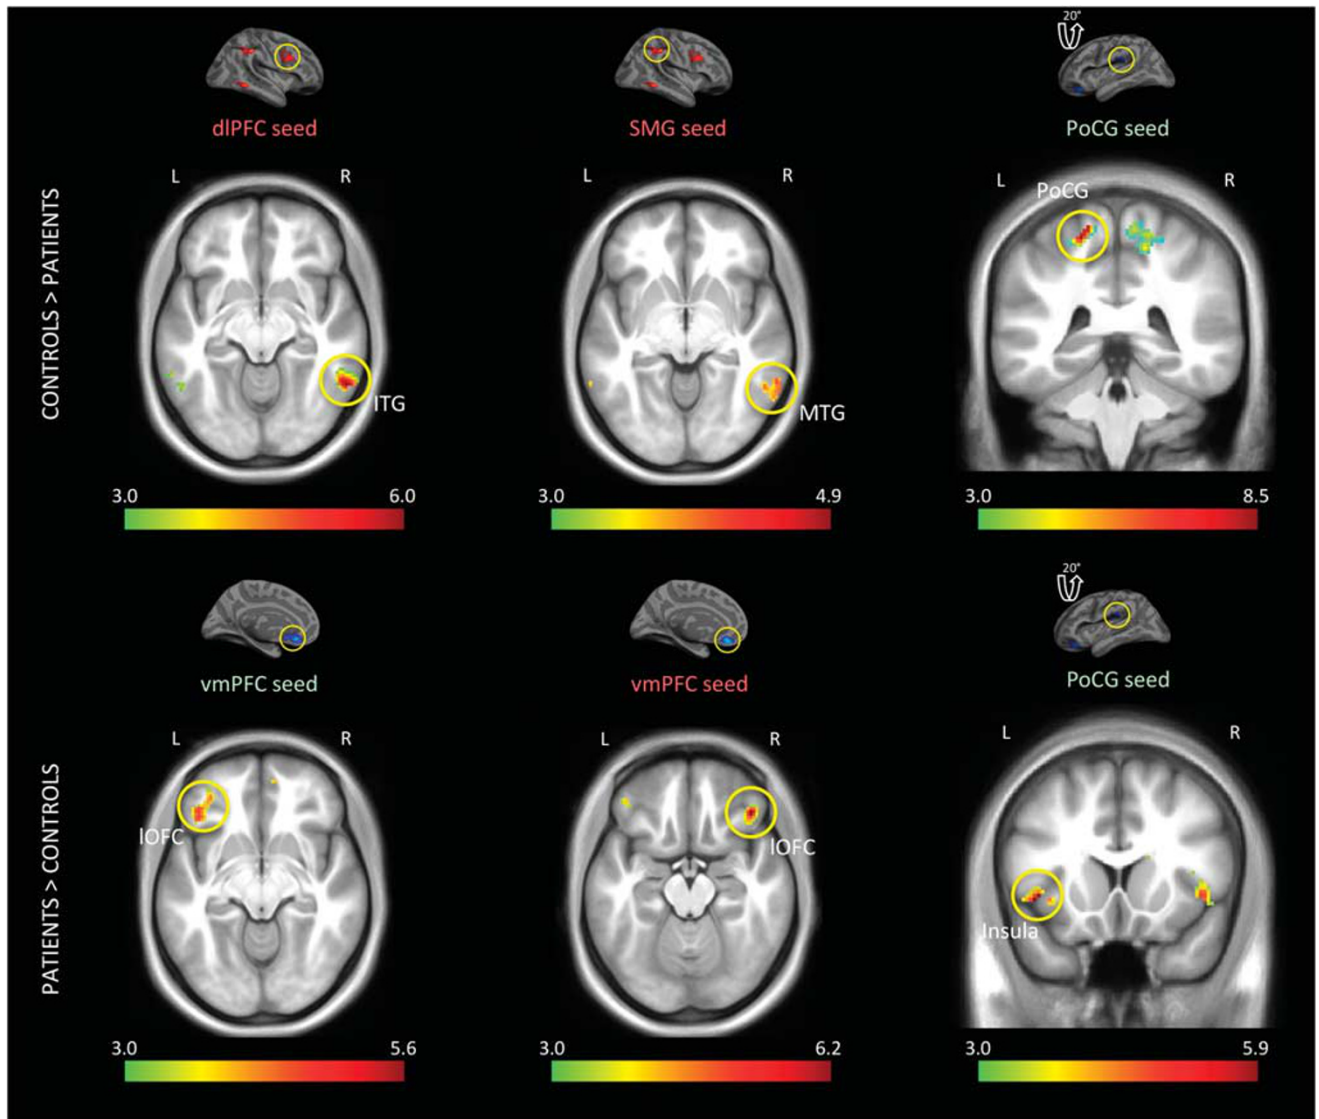 20°
dlPFC seed
SMG seed
PoCG seed
CONTROLS > PATIENTS
L R
L R
L R
PoCG
ITG
MTG
3.0 6.0
3.0 4.9
3.0 8.5
20°
vmPFC seed
vmPFC seed
PoCG seed
PATIENTS > CONTROLS
L R
L R
L R
lOFC
lOFC
Insula
3.0 5.6
3.0 6.2
3.0 5.9